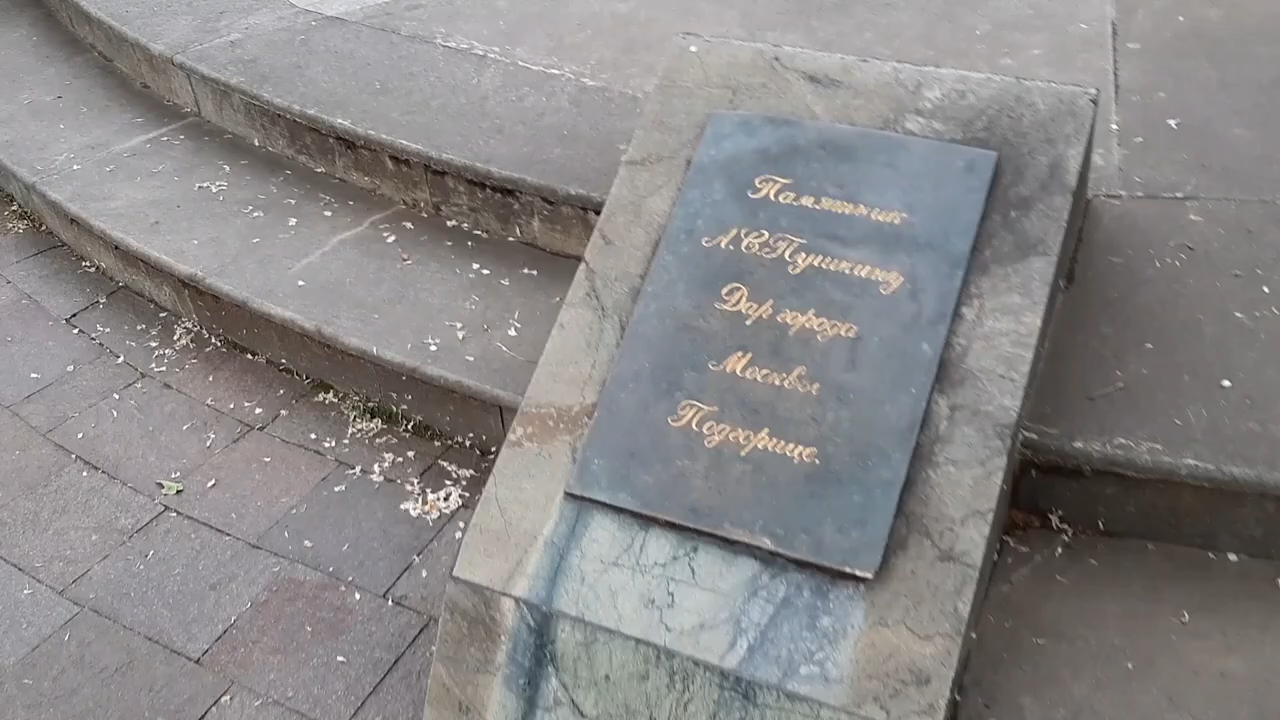 Памятник
А.С.Пушкину
Дар города
Москвы
Подгорице.